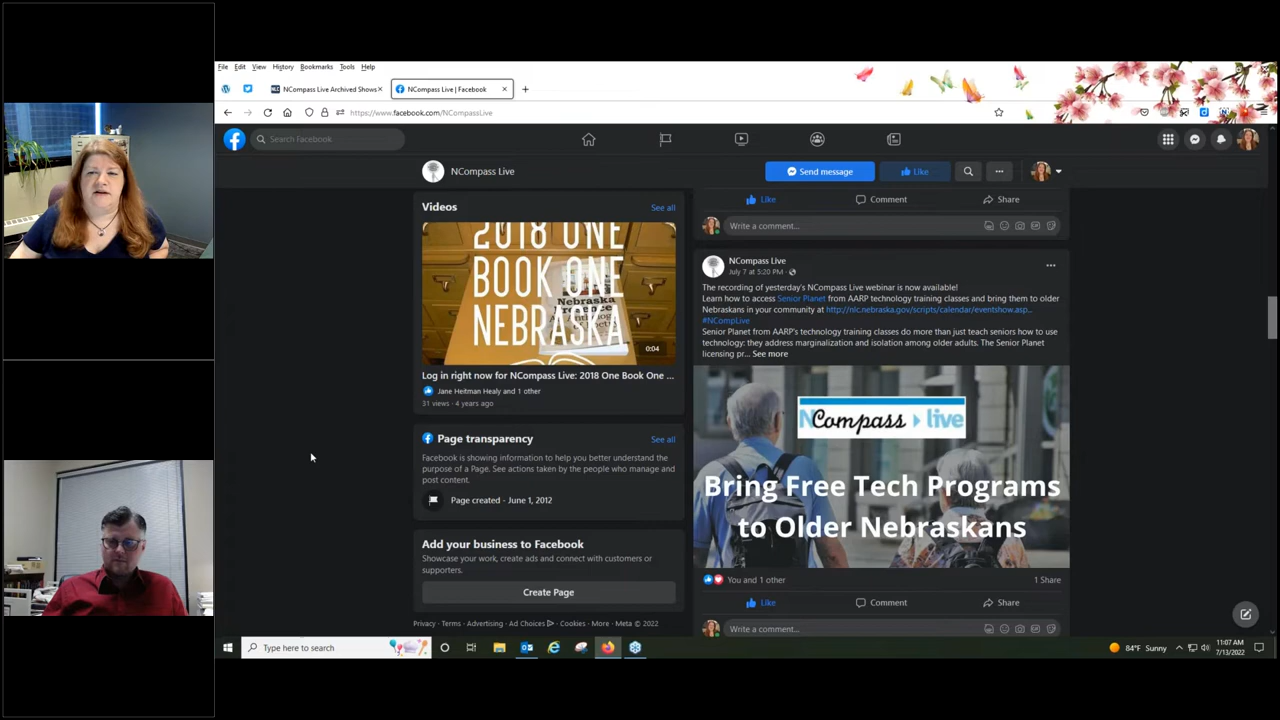 File Edit View History Bookmarks Tools Help
NCompass Live Archived Shows
NCompass Live | Facebook
https://www.facebook.com/NCompassLive
Search Facebook
NCompass Live
Send message
Like
Videos
See all
2018 ONE
BOOK ONE
NEBRASKA
0:04
Log in right now for NCompass Live: 2018 One Book One ...
Jane Heitman Healy and 1 other
31 views · 4 years ago
Page transparency
See all
Facebook is showing information to help you better understand the
purpose of a Page. See actions taken by the people who manage and
post content.
Page created - June 1, 2012
Add your business to Facebook
Showcase your work, create ads and connect with customers or
supporters.
Create Page
Privacy · Terms · Advertising · Ad Choices · Cookies · More · Meta © 2022
Like Comment Share
Write a comment...
NCompass Live
July 7 at 5:20 PM ·
The recording of yesterday's NCompass Live webinar is now available!
Learn how to access Senior Planet from AARP technology training classes and bring them to older
Nebraskans in your community at http://nlc.nebraska.gov/scripts/calendar/eventshow.asp...
#NCompLive
Senior Planet from AARP's technology training classes do more than just teach seniors how to use
technology: they address marginalization and isolation among older adults. The Senior Planet
licensing pr... See more
NCompass live
Bring Free Tech Programs
to Older Nebraskans
You and 1 other
1 Share
Like Comment Share
Write a comment...
Type here to search
84°F Sunny
11:07 AM
7/13/2022